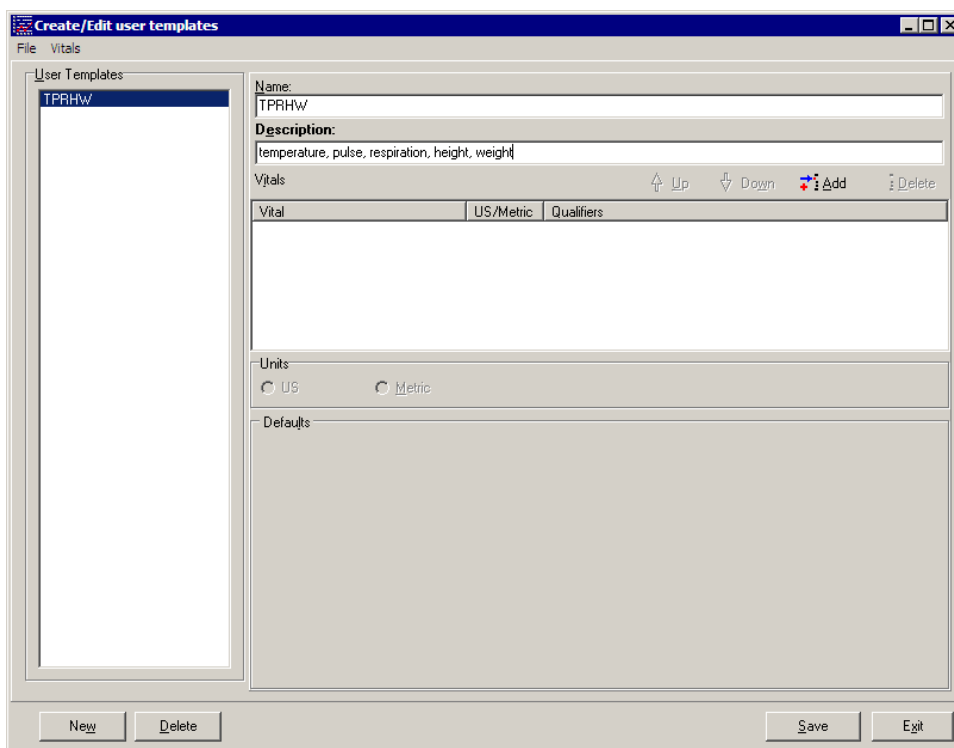 Create/Edit user templates
File Vitals
User Templates
TPRHW
Name:
TPRHW
Description:
temperature, pulse, respiration, height, weight
Vitals Up Down Add Delete
Vital US/Metric Qualifiers
Units
US Metric
Defaults
New Delete Save Exit